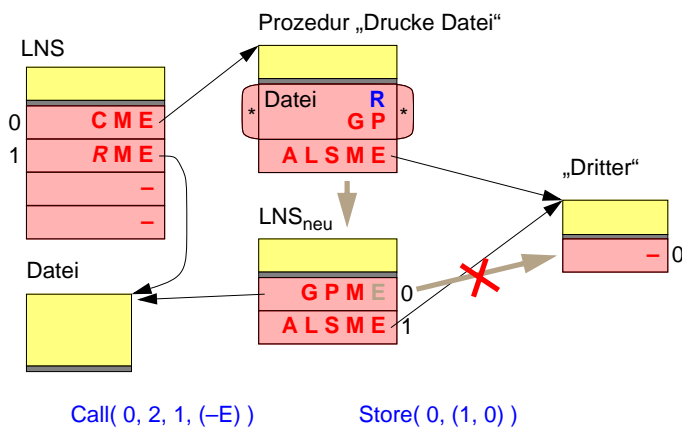 Prozedur „Drucke Datei“
LNS
Datei R
* G P *
0 C M E
1 R M E
A L S M E
–
–
„Dritter“
LNSneu
– 0
Datei
G P M E 0
A L S M E 1
Call( 0, 2, 1, (–E) )
Store( 0, (1, 0) )